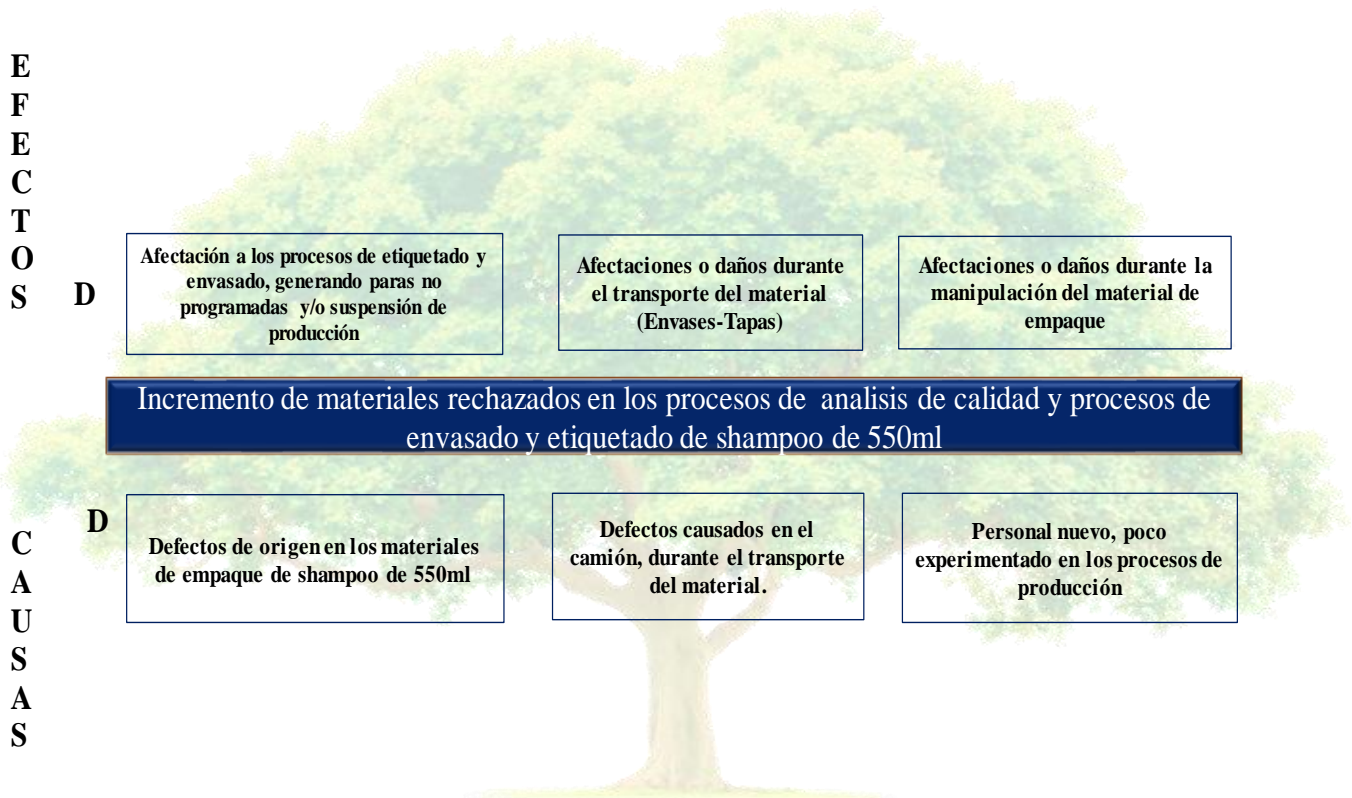 EFECTOS
D
Afectación a los procesos de etiquetado y
envasado, generando paras no
programadas y/o suspensión de
producción
Afectaciones o daños durante
el transporte del material
(Envases-Tapas)
Afectaciones o daños durante la
manipulación del material de
empaque
Incremento de materiales rechazados en los procesos de analisis de calidad y procesos de
envasado y etiquetado de shampoo de 550ml
CAUSAS
D
Defectos de origen en los materiales
de empaque de shampoo de 550ml
Defectos causados en el
camión, durante el transporte
del material.
Personal nuevo, poco
experimentado en los procesos de
producción